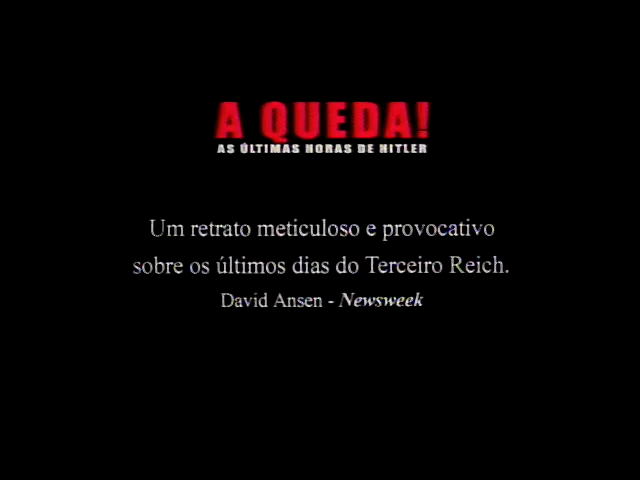 A QUEDA!
AS ÚLTIMAS HORAS DE HITLER
Um retrato meticuloso e provocativo
sobre os últimos dias do Terceiro Reich.
David Ansen - Newsweek